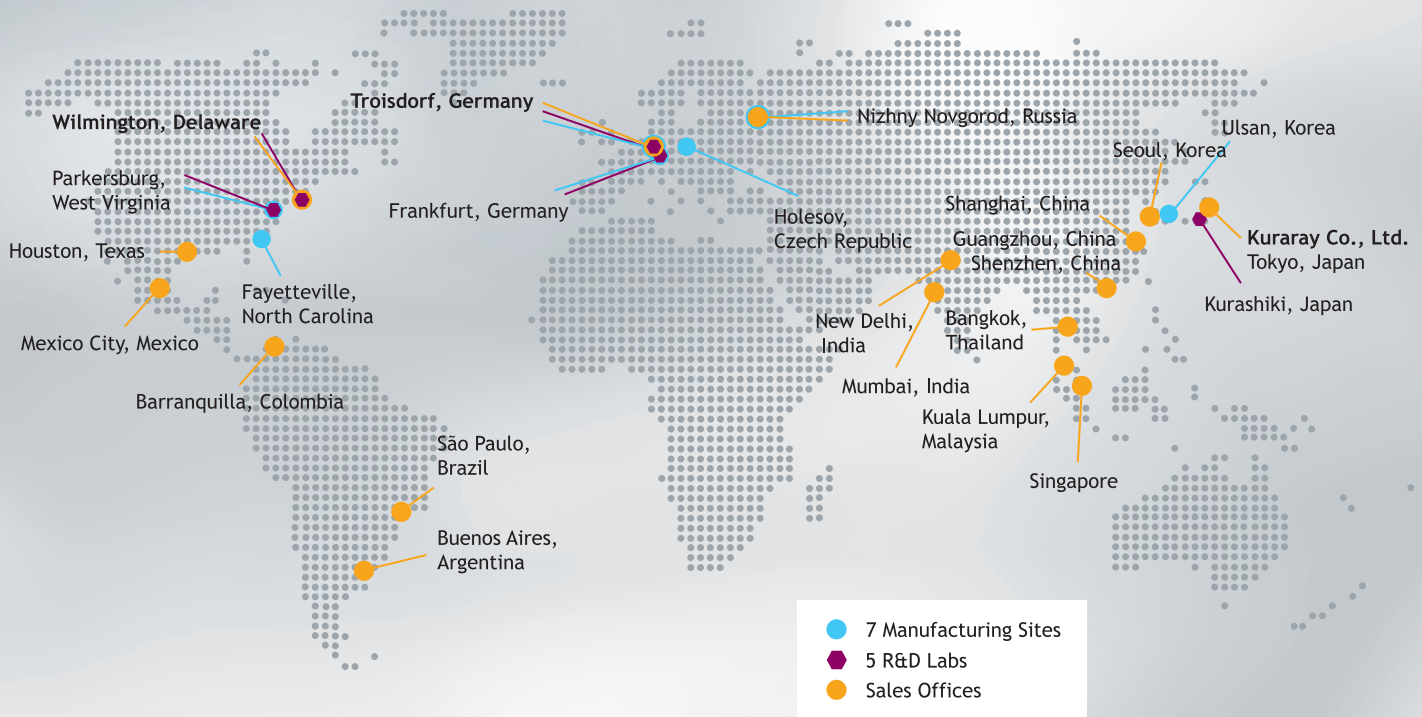 Troisdorf, Germany
Wilmington, Delaware
Nizhny Novgorod, Russia
Ulsan, Korea
Seoul, Korea
Parkersburg,
West Virginia
Frankfurt, Germany
Holesov,
Czech Republic
Shanghai, China
Guangzhou, China
Shenzhen, China
Kuraray Co., Ltd.
Tokyo, Japan
Houston, Texas
Fayetteville,
North Carolina
Kurashiki, Japan
Mexico City, Mexico
New Delhi,
India
Bangkok,
Thailand
Mumbai, India
Barranquilla, Colombia
Kuala Lumpur,
Malaysia
São Paulo,
Brazil
Singapore
Buenos Aires,
Argentina
7 Manufacturing Sites
5 R&D Labs
Sales Offices